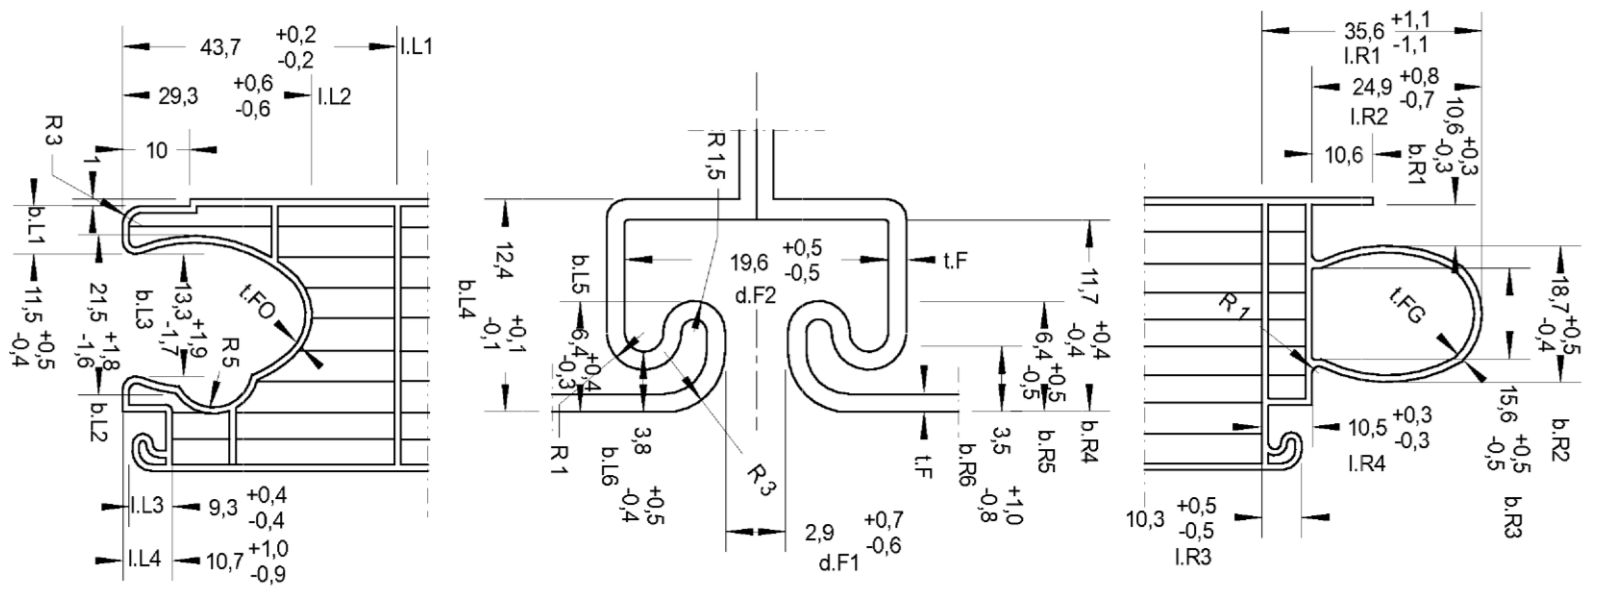 43,7 +0,2 -0,2 l.L1
29,3 +0,6 -0,6 l.L2
R3
10
1
b.L1
11,5 +0,5 -0,4
21,5 +1,8 -1,6
b.L2
b.L3
13,3 +1,9 -1,7
t.FO
R5
l.L3 9,3 +0,4 -0,4
l.L4 10,7 +1,0 -0,9
R1,5
12,4 +0,1 -0,1
b.L4
b.L5
6,4 +0,4 -0,3
19,6 +0,5 -0,5
d.F2
t.F
11,7 +0,4 -0,4
b.R4
6,4 +0,5 -0,5
b.R5
3,5 +1,0 -0,8
b.R6
t.F
R1
3,8 +0,5 -0,4
b.L6
R3
2,9 +0,7 -0,6
d.F1
35,6 +1,1 -1,1
l.R1
24,9 +0,8 -0,7
l.R2
10,6
10,6 +0,3 -0,3
b.R1
R1
t.FG
18,7 +0,5 -0,4
b.R2
15,6 +0,5 -0,5
b.R3
10,5 +0,3 -0,3
l.R4
10,3 +0,5 -0,5
l.R3